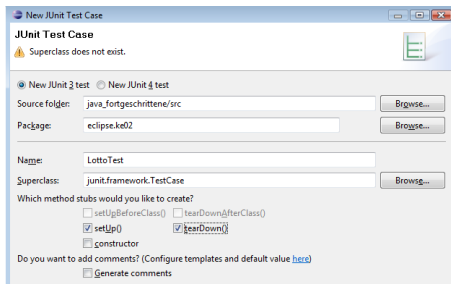 New JUnit Test Case
JUnit Test Case
Superclass does not exist.
New JUnit 3 test New JUnit 4 test
Source folder: java_fortgeschrittene/src Browse...
Package: eclipse.ke02 Browse...
Name: LottoTest
Superclass: junit.framework.TestCase Browse...
Which method stubs would you like to create?
setUpBeforeClass() tearDownAfterClass()
setUp() tearDown()
constructor
Do you want to add comments? (Configure templates and default value here)
Generate comments